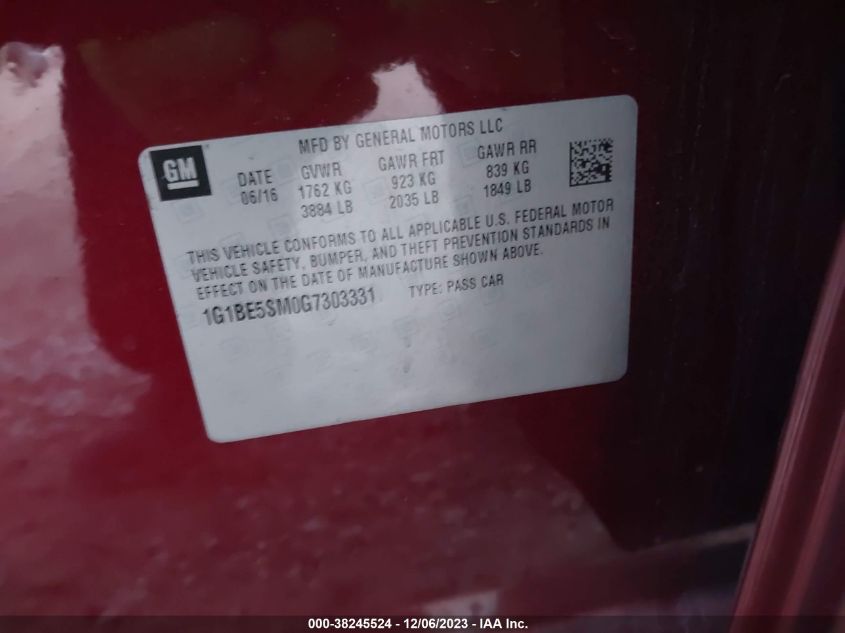 GM
MFD BY GENERAL MOTORS LLC
DATE GVWR GAWR FRT GAWR RR
06/16 1762 KG 923 KG 839 KG
3884 LB 2035 LB 1849 LB
THIS VEHICLE CONFORMS TO ALL APPLICABLE U.S. FEDERAL MOTOR
VEHICLE SAFETY, BUMPER, AND THEFT PREVENTION STANDARDS IN
EFFECT ON THE DATE OF MANUFACTURE SHOWN ABOVE.
1G1BE5SM0G7303331 TYPE: PASS CAR
000-38245524 - 12/06/2023 - IAA Inc.